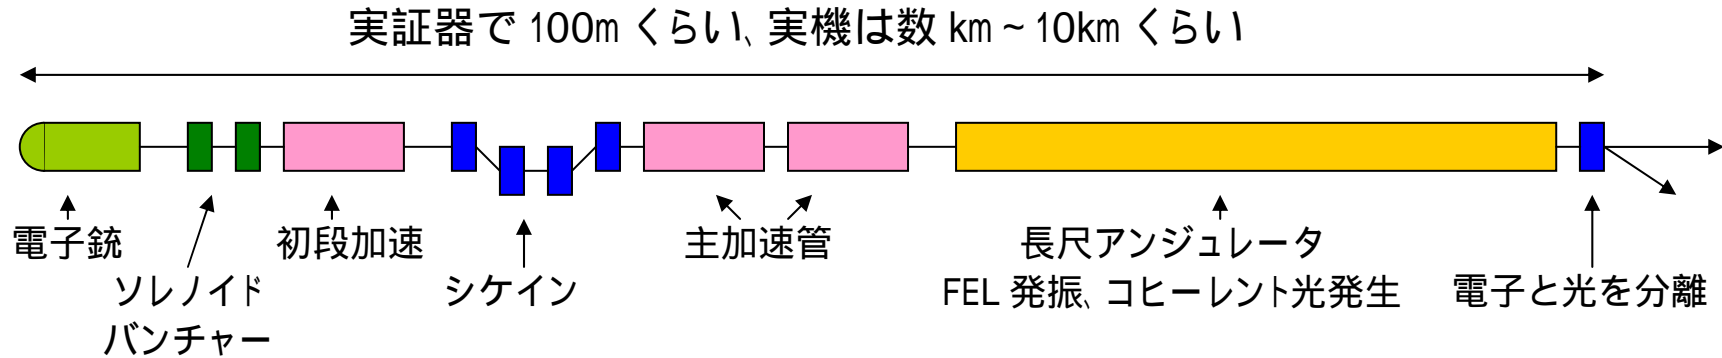 実証器で 100m くらい、実機は数 km ~ 10km くらい
電子銃
ソレノイド
バンチャー
初段加速
シケイン
主加速管
長尺アンジュレータ
FEL 発振、コヒーレント光発生
電子と光を分離